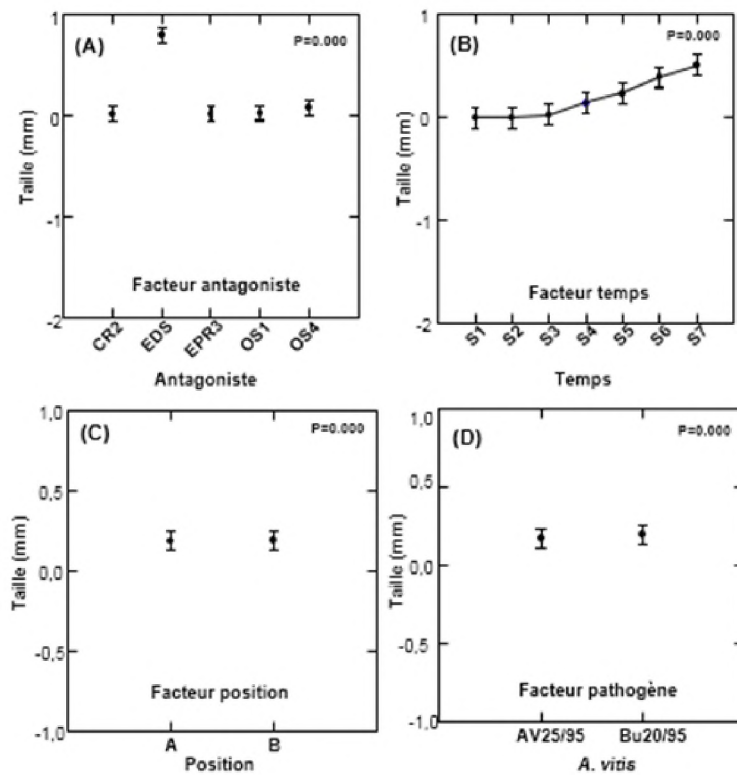 (A)
P=0.000
1
0
-1
-2
Taille (mm)
Facteur antagoniste
CR2
EDS
EPR3
OS1
OS4
Antagoniste
(B)
P=0.000
1
0
-1
-2
Taille (mm)
Facteur temps
S1
S2
S3
S4
S5
S6
S7
Temps
(C)
P=0.000
1,0
0,5
0,0
-0,5
-1,0
Taille (mm)
Facteur position
A
B
Position
(D)
P=0.000
1,0
0,5
0,0
-0,5
-1,0
Taille (mm)
Facteur pathogène
AV25/95
Bu20/95
A. vitis